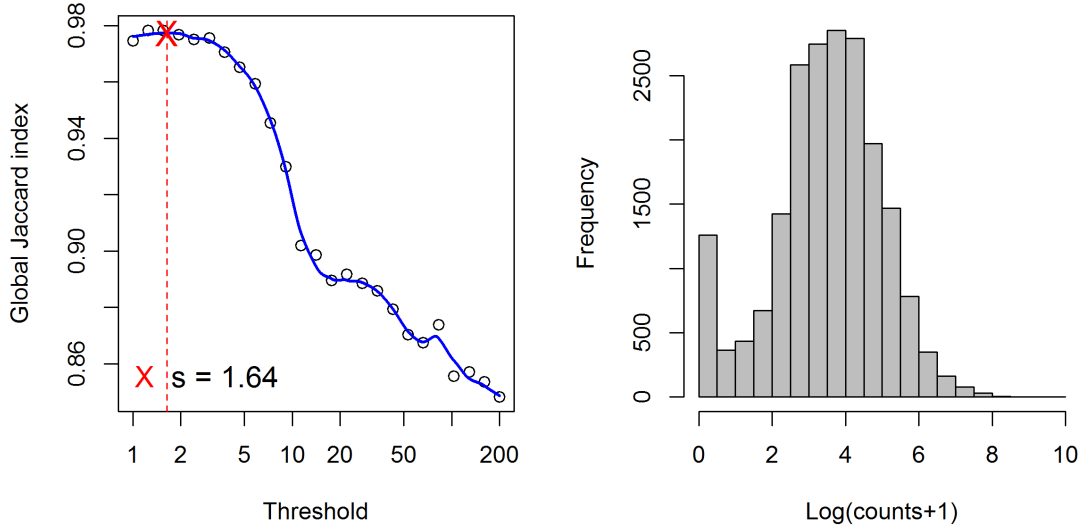 Global Jaccard index
0.98
0.94
0.90
0.86
X s = 1.64
1 2 5 10 20 50 200
Threshold
Frequency
2500
1500
500
0
0 2 4 6 8 10
Log(counts+1)